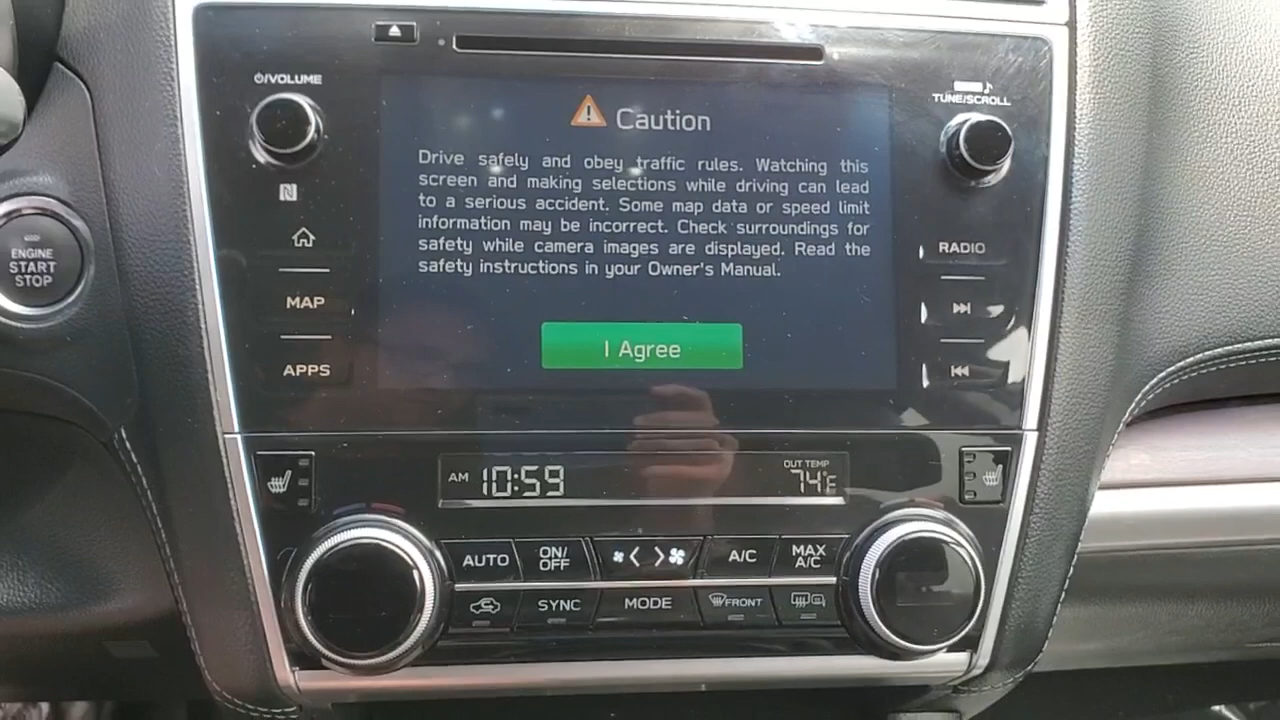 ⏻/VOLUME
TUNE/SCROLL
Caution
Drive safely and obey traffic rules. Watching this
screen and making selections while driving can lead
to a serious accident. Some map data or speed limit
information may be incorrect. Check surroundings for
safety while camera images are displayed. Read the
safety instructions in your Owner's Manual.
I Agree
N
MAP
APPS
RADIO
ENGINE
START
STOP
AM 10:59
OUT TEMP
74°F
AUTO
ON/
OFF
A/C
MAX
A/C
SYNC
MODE
FRONT